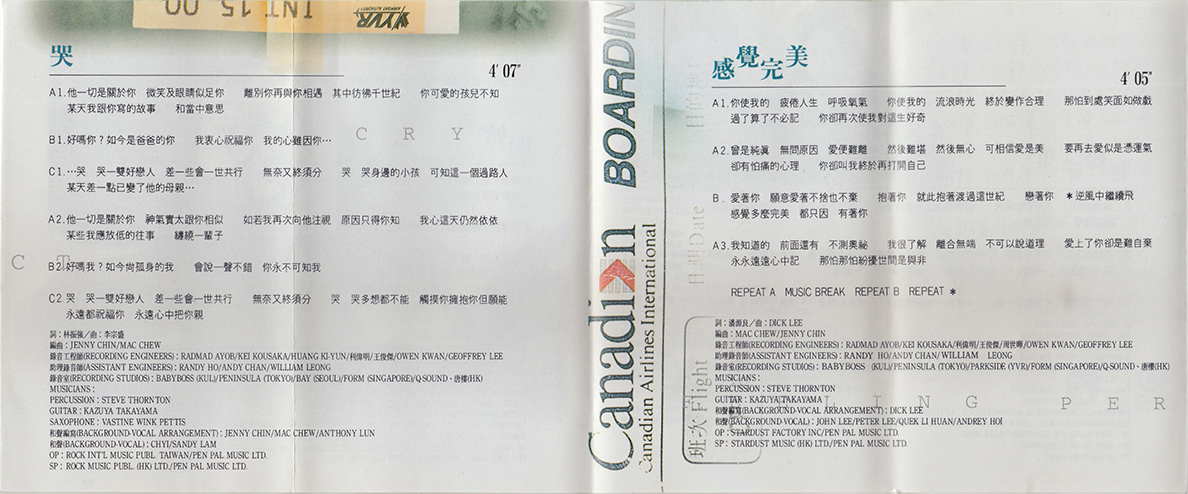 INT 15 00
YVR
AIRPORT AUTHORITY
哭
4' 07"
A1.他一切是關於你 微笑及眼睛似足你 離別你再與你相遇 其中彷彿千世紀 你可愛的孩兒不知
某天我跟你寫的故事 和當中意思
B1.好嗎你?如今是爸爸的你 我衷心祝福你 我的心難因你…
C R Y
C1.…哭 哭一雙好戀人 差一些會一世共行 無奈又終須分 哭 哭身邊的小孩 可知這一個過路人
某天差一點已變了他的母親…
A2.他一切是關於你 神氣實太跟你相似 如若我再次向他注視 原因只得你知 我心這天仍然依依
某些我應放低的往事 纏繞一輩子
C T
B2.好嗎我?如今尚孤身的我 會說一聲不錯 你永不可知我
C2.哭 哭一雙好戀人 差一些會一世共行 無奈又終須分 哭 哭多想都不能 觸摸你擁抱你但願能
永遠都祝福你 永遠心中把你親
詞:林振強/曲:李宗盛
編曲:JENNY CHIN/MAC CHEW
錄音工程師(RECORDING ENGINEERS):RADMAD AYOB/KEI KOUSAKA/HUANG KI-YUN/利偉明/王俊傑/OWEN KWAN/GEOFFREY LEE
助理錄音師(ASSISTANT ENGINEERS):RANDY HO/ANDY CHAN/WILLIAM LEONG
錄音室(RECORDING STUDIOS):BABYBOSS (KUL)/PENINSULA (TOKYO)/BAY (SEOUL)/FORM (SINGAPORE)/Q-SOUND、唐樓(HK)
MUSICIANS:
PERCUSSION: STEVE THORNTON
GUITAR: KAZUYA TAKAYAMA
SAXOPHONE: VASTINE WINK PETTIS
和聲編寫(BACKGROUND-VOCAL ARRANGEMENT):JENNY CHIN/MAC CHEW/ANTHONY LUN
和聲(BACKGROUND-VOCAL):CHYI/SANDY LAM
OP: ROCK INT'L MUSIC PUBL. TAIWAN/PEN PAL MUSIC LTD.
SP: ROCK MUSIC PUBL. (HK) LTD./PEN PAL MUSIC LTD.
BOARDIN
Canadian
Canadian Airlines International
目的地
日期Date
班次Flight
感覺完美
4' 05"
A1.你使我的 疲倦人生 呼吸氧氣 你使我的 流浪時光 終於變作合理 那怕到處笑面如做戲
過了算了不必記 你卻再次使我對這生好奇
A2.曾是純真 無問原因 愛便難離 然後難堪 然後無心 可相信愛是美 要再去愛似是憑運氣
卻有怕痛的心理 你卻叫我終於再打開自己
B.愛著你 願意愛著不捨也不棄 抱著你 就此抱著渡過這世紀 戀著你 *逆風中繼續飛
感覺多麼完美 都只因 有著你
A3.我知道的 前面還有 不測奧祕 我很了解 離合無端 不可以說道理 愛上了你卻是難自棄
永永遠遠心中記 那怕那怕紛擾世間是與非
REPEAT A MUSIC BREAK REPEAT B REPEAT *
詞:潘源良/曲:DICK LEE
編曲:MAC CHEW/JENNY CHIN
錄音工程師(RECORDING ENGINEERS):RADMAD AYOB/KEI KOUSAKA/利偉明/王俊傑/周世暉/OWEN KWAN/GEOFFREY LEE
助理錄音師(ASSISTANT ENGINEERS):RANDY HO/ANDY CHAN/WILLIAM LEONG
錄音室(RECORDING STUDIOS):BABYBOSS (KUL)/PENINSULA (TOKYO)/PARKSIDE (YVR)/FORM (SINGAPORE)/Q-SOUND、唐樓(HK)
MUSICIANS:
PERCUSSION: STEVE THORNTON
GUITAR: KAZUYA TAKAYAMA
F E E L I N G P E R
和聲編寫(BACKGROUND-VOCAL ARRANGEMENT):DICK LEE
和聲(BACKGROUND-VOCAL):JOHN LEE/PETER LEE/QUEK LI HUAN/ANDREY HOI
OP: STARDUST FACTORY INC/PEN PAL MUSIC LTD.
SP: STARDUST MUSIC (HK) LTD./PEN PAL MUSIC LTD.